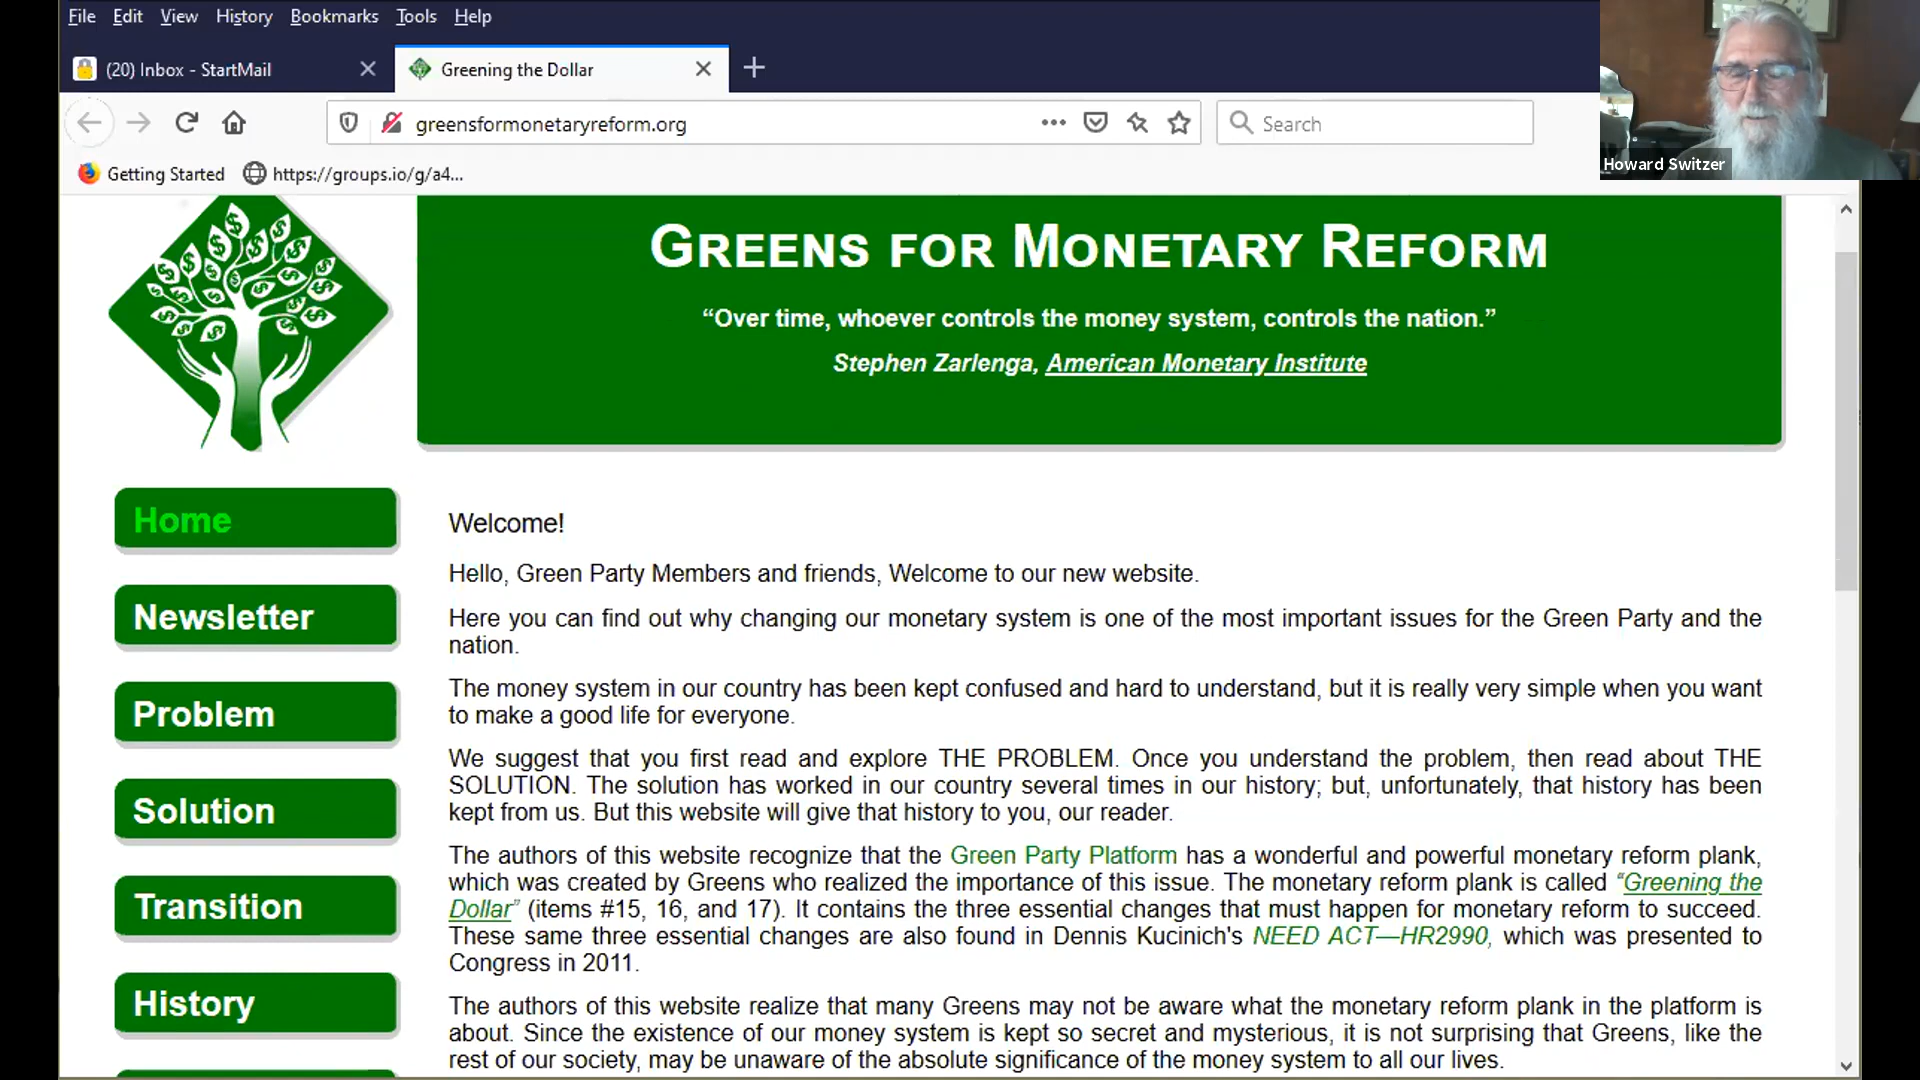 File Edit View History Bookmarks Tools Help
(20) Inbox - StartMail
Greening the Dollar
greensformonetaryreform.org
Search
Getting Started
https://groups.io/g/a4...
Howard Switzer
GREENS FOR MONETARY REFORM
“Over time, whoever controls the money system, controls the nation.”
Stephen Zarlenga, American Monetary Institute
Home
Newsletter
Problem
Solution
Transition
History
Welcome!
Hello, Green Party Members and friends, Welcome to our new website.
Here you can find out why changing our monetary system is one of the most important issues for the Green Party and the
nation.
The money system in our country has been kept confused and hard to understand, but it is really very simple when you want
to make a good life for everyone.
We suggest that you first read and explore THE PROBLEM. Once you understand the problem, then read about THE
SOLUTION. The solution has worked in our country several times in our history; but, unfortunately, that history has been
kept from us. But this website will give that history to you, our reader.
The authors of this website recognize that the Green Party Platform has a wonderful and powerful monetary reform plank,
which was created by Greens who realized the importance of this issue. The monetary reform plank is called “Greening the
Dollar” (items #15, 16, and 17). It contains the three essential changes that must happen for monetary reform to succeed.
These same three essential changes are also found in Dennis Kucinich's NEED ACT—HR2990, which was presented to
Congress in 2011.
The authors of this website realize that many Greens may not be aware what the monetary reform plank in the platform is
about. Since the existence of our money system is kept so secret and mysterious, it is not surprising that Greens, like the
rest of our society, may be unaware of the absolute significance of the money system to all our lives.